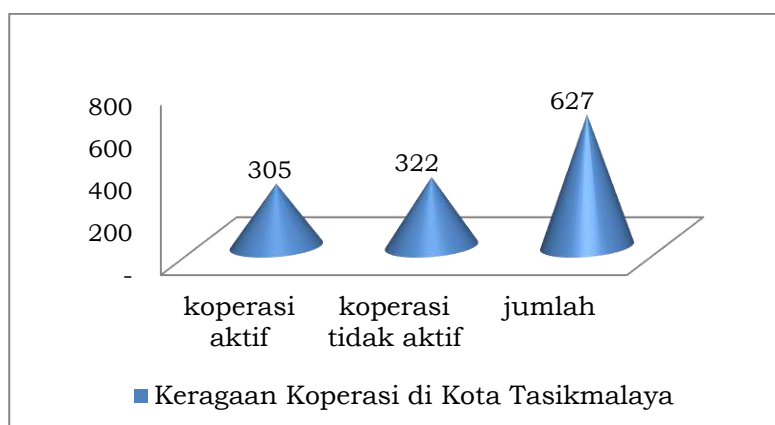 800
600
400
200
-
305
322
627
koperasi
aktif
koperasi
tidak aktif
jumlah
Keragaan Koperasi di Kota Tasikmalaya